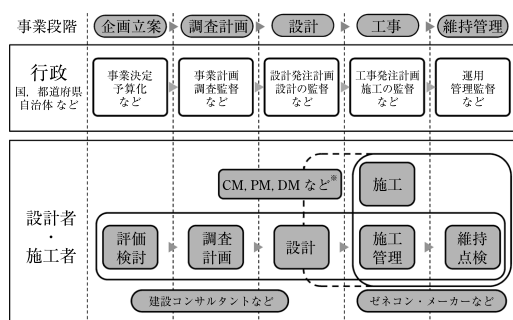 事業段階 企画立案 調査計画 設計 工事 維持管理
行政
国，都道府県
自治体 など
事業決定
予算化
など
事業計画
調査監督
など
設計発注計画
設計の監督
など
工事発注計画
施工の監督
など
運用
管理監督
など
設計者
・
施工者
CM, PM, DM など※
施工
評価
検討
調査
計画
設計
施工
管理
維持
点検
建設コンサルタントなど
ゼネコン・メーカーなど